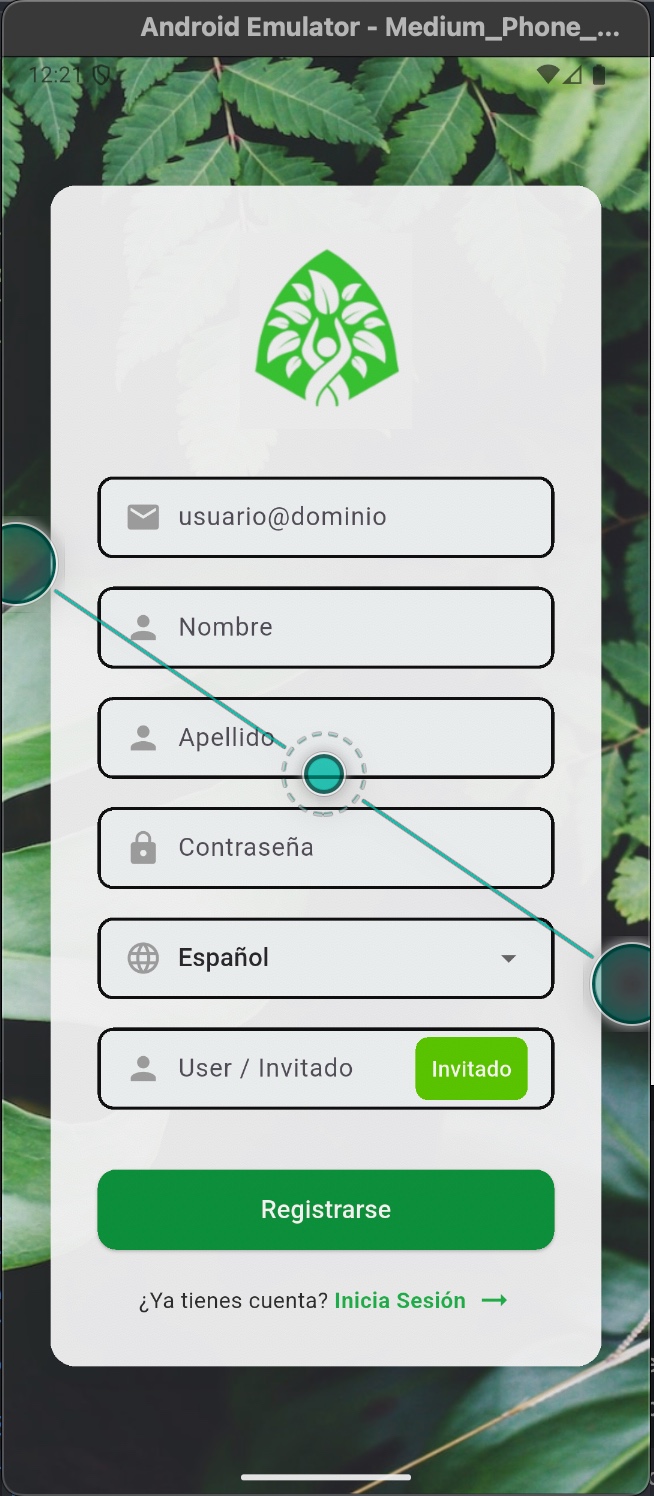 Android Emulator - Medium_Phone_...
12:21
usuario@dominio
Nombre
Apellido
Contraseña
Español
User / Invitado
Invitado
Registrarse
¿Ya tienes cuenta? Inicia Sesión →